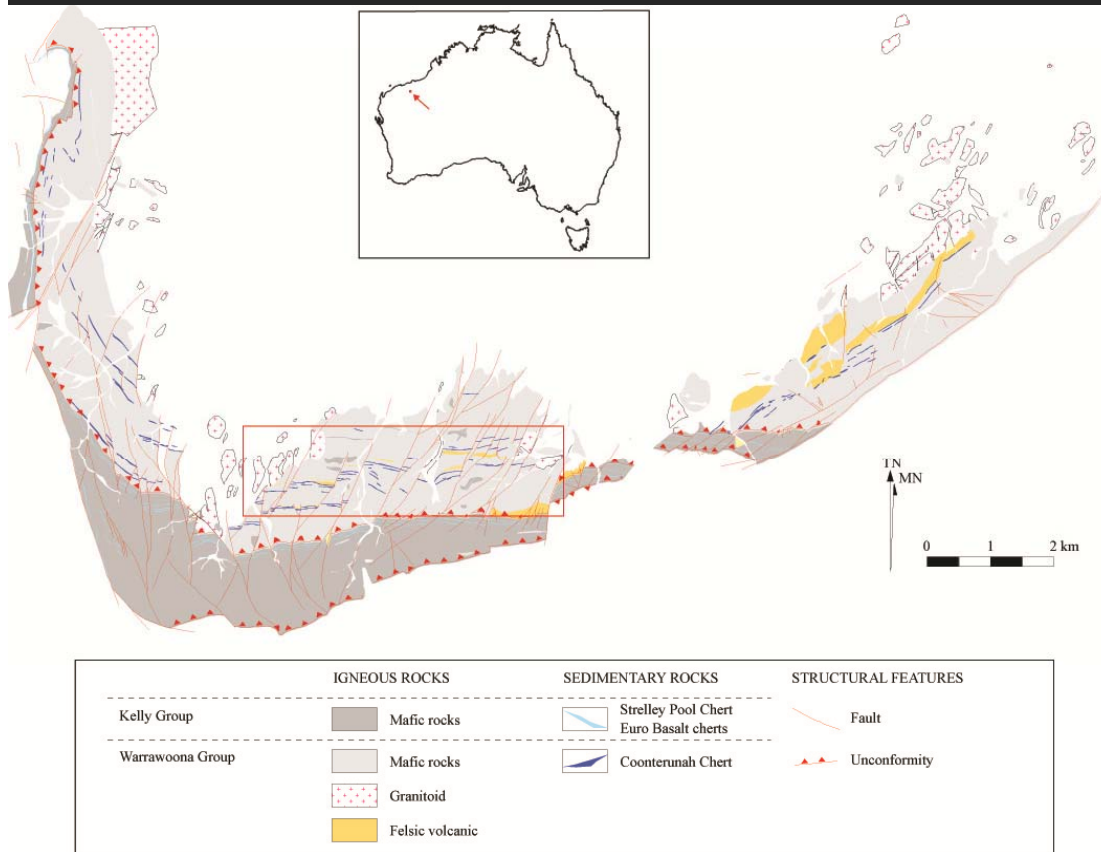 TN
MN
0 1 2 km
IGNEOUS ROCKS SEDIMENTARY ROCKS STRUCTURAL FEATURES
Kelly Group Mafic rocks Strelley Pool Chert Fault
Euro Basalt cherts
Warrawoona Group Mafic rocks Coonterunah Chert Unconformity
Granitoid
Felsic volcanic